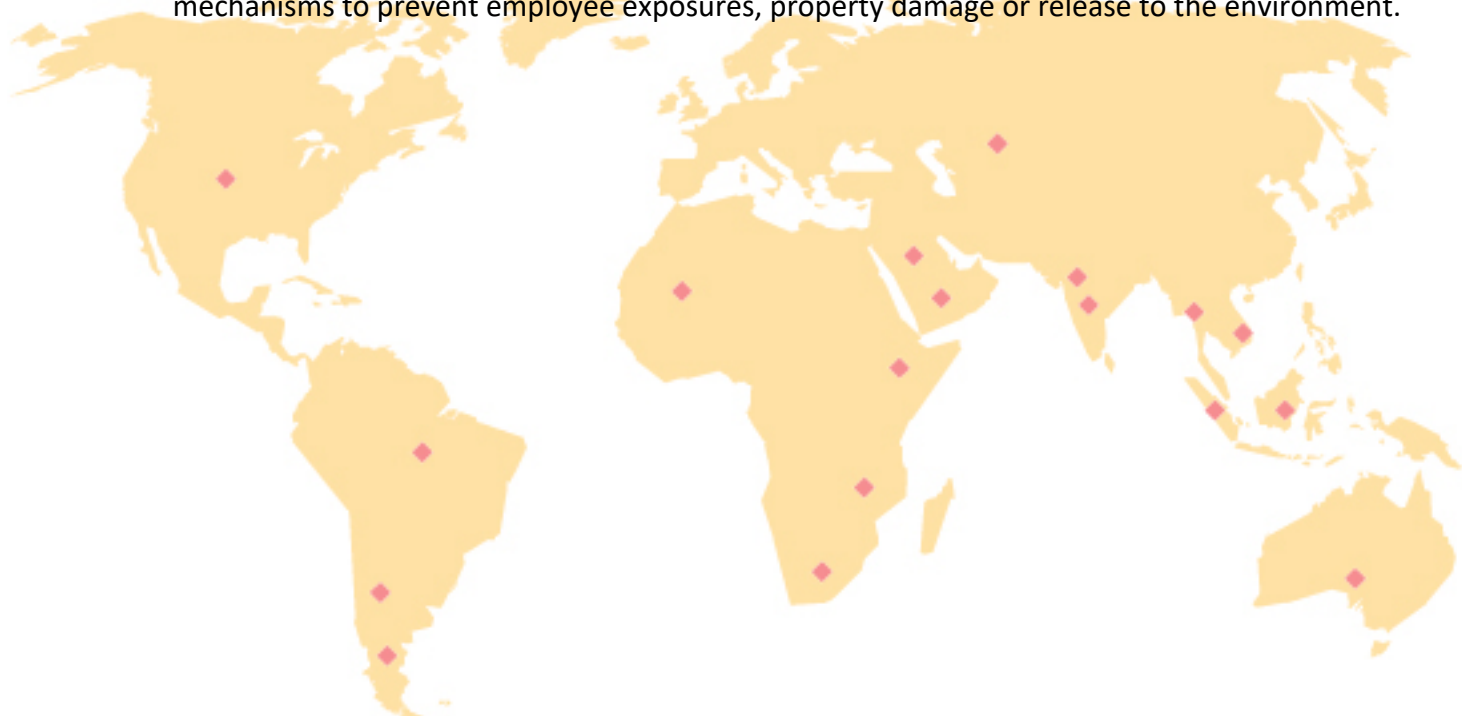 mechanisms to prevent employee exposures, property damage or release to the environment.